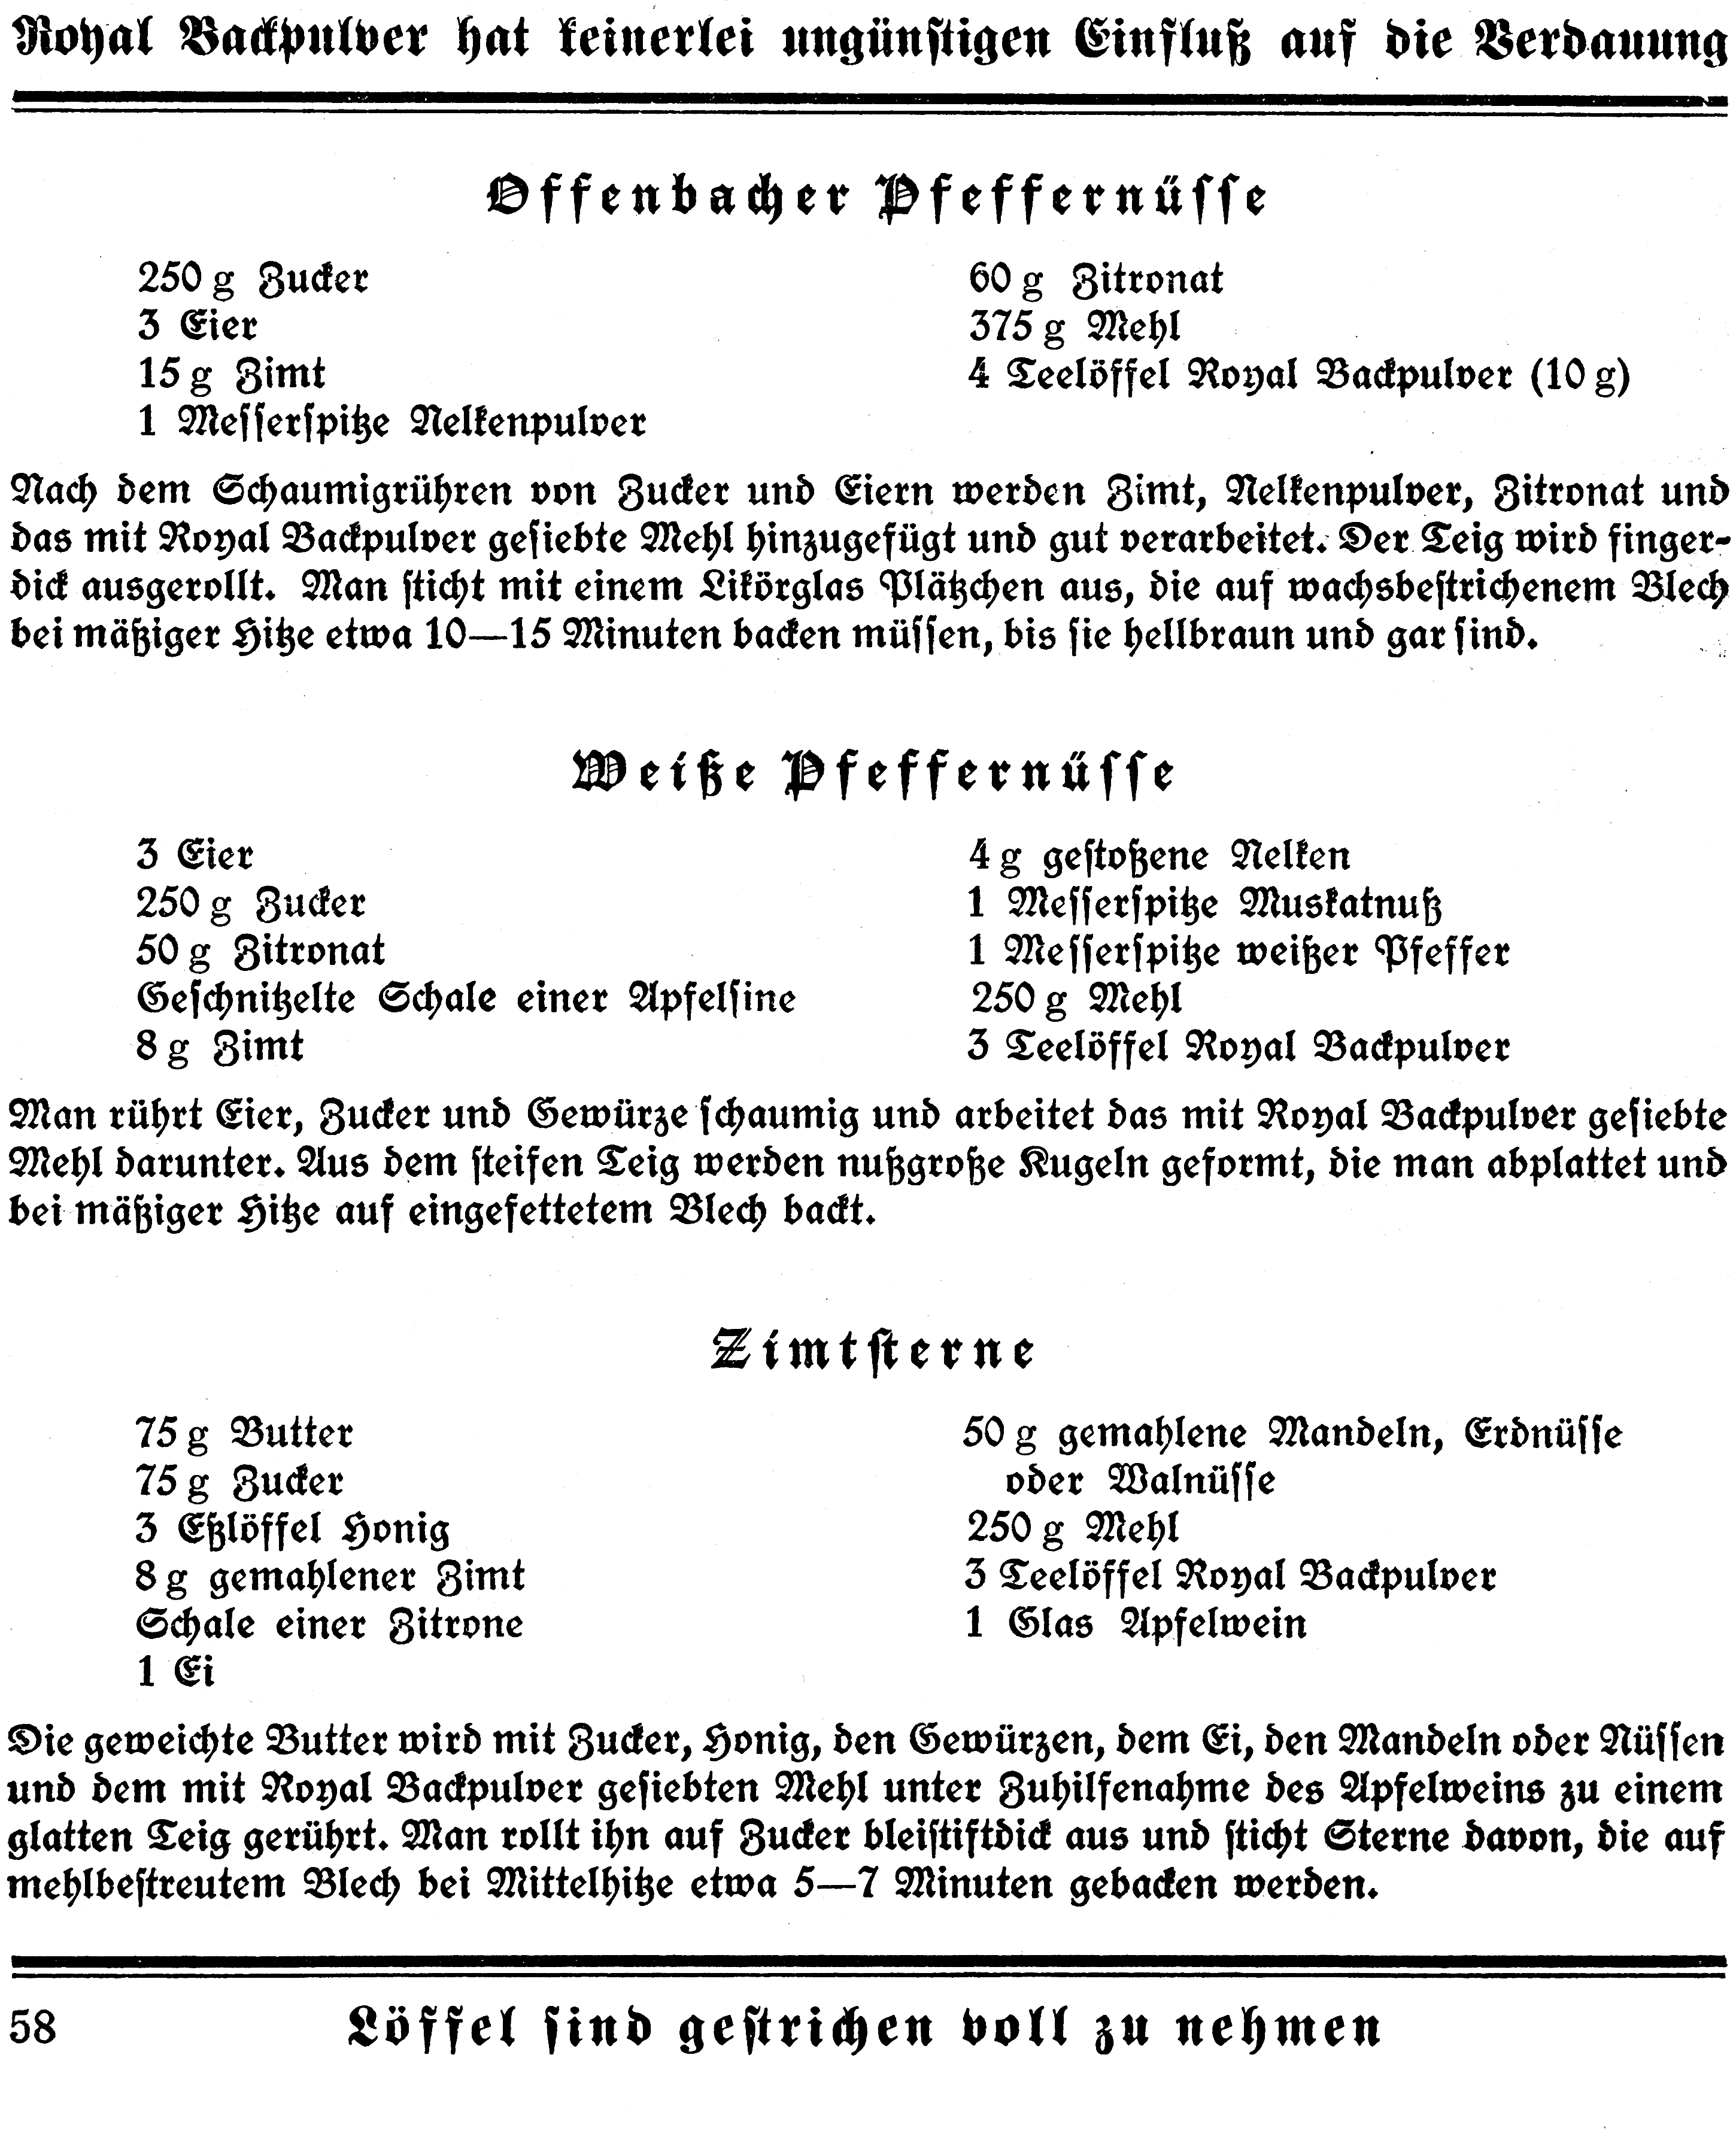 Royal Backpulver hat keinerlei ungünstigen Einfluß auf die Verdauung
Offenbacher Pfeffernüsse
250 g Zucker
3 Eier
15 g Zimt
1 Messerspitze Nelkenpulver
60 g Zitronat
375 g Mehl
4 Teelöffel Royal Backpulver (10 g)
Nach dem Schaumigrühren von Zucker und Eiern werden Zimt, Nelkenpulver, Zitronat und
das mit Royal Backpulver gesiebte Mehl hinzugefügt und gut verarbeitet. Der Teig wird finger-
dick ausgerollt. Man sticht mit einem Likörglas Plätzchen aus, die auf wachsbestrichenem Blech
bei mäßiger Hitze etwa 10—15 Minuten backen müssen, bis sie hellbraun und gar sind.
Weiße Pfeffernüsse
3 Eier
250 g Zucker
50 g Zitronat
Geschnitzelte Schale einer Apfelsine
8 g Zimt
4 g gestoßene Nelken
1 Messerspitze Muskatnuß
1 Messerspitze weißer Pfeffer
250 g Mehl
3 Teelöffel Royal Backpulver
Man rührt Eier, Zucker und Gewürze schaumig und arbeitet das mit Royal Backpulver gesiebte
Mehl darunter. Aus dem steifen Teig werden nußgroße Kugeln geformt, die man abplattet und
bei mäßiger Hitze auf eingefettetem Blech backt.
Zimtsterne
75 g Butter
75 g Zucker
3 Eßlöffel Honig
8 g gemahlener Zimt
Schale einer Zitrone
1 Ei
50 g gemahlene Mandeln, Erdnüsse
oder Walnüsse
250 g Mehl
3 Teelöffel Royal Backpulver
1 Glas Apfelwein
Die geweichte Butter wird mit Zucker, Honig, den Gewürzen, dem Ei, den Mandeln oder Nüssen
und dem mit Royal Backpulver gesiebten Mehl unter Zuhilfenahme des Apfelweins zu einem
glatten Teig gerührt. Man rollt ihn auf Zucker bleistiftdick aus und sticht Sterne davon, die auf
mehlbestreutem Blech bei Mittelhitze etwa 5—7 Minuten gebacken werden.
58 Löffel sind gestrichen voll zu nehmen